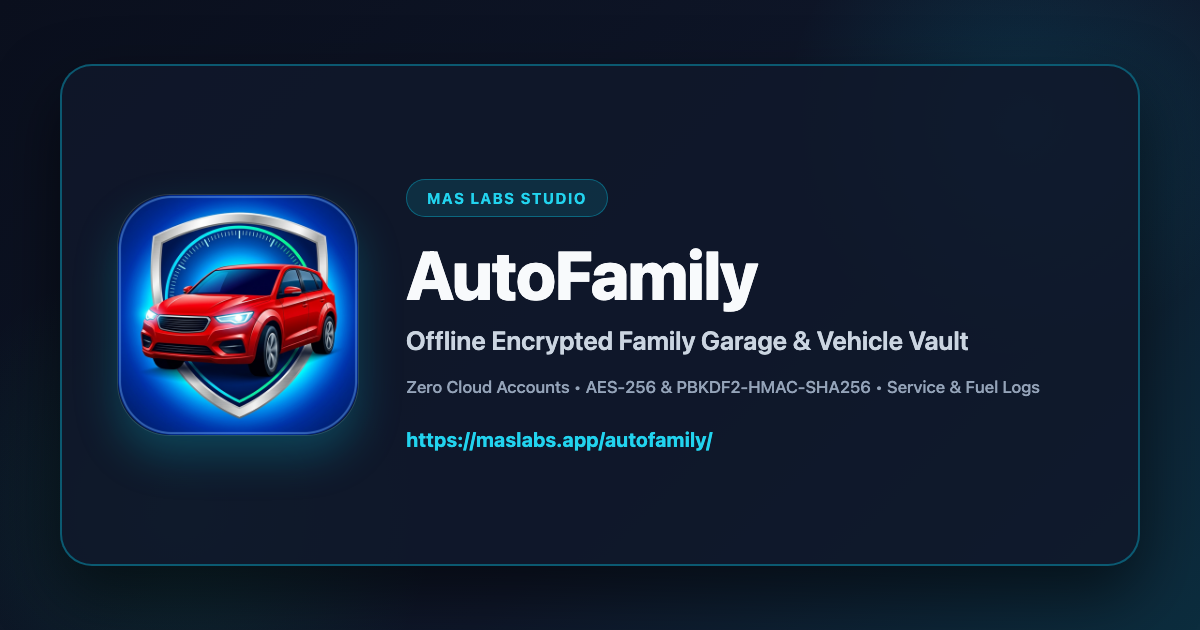 MAS LABS STUDIO
AutoFamily
Offline Encrypted Family Garage & Vehicle Vault
Zero Cloud Accounts • AES-256 & PBKDF2-HMAC-SHA256 • Service & Fuel Logs
https://maslabs.app/autofamily/